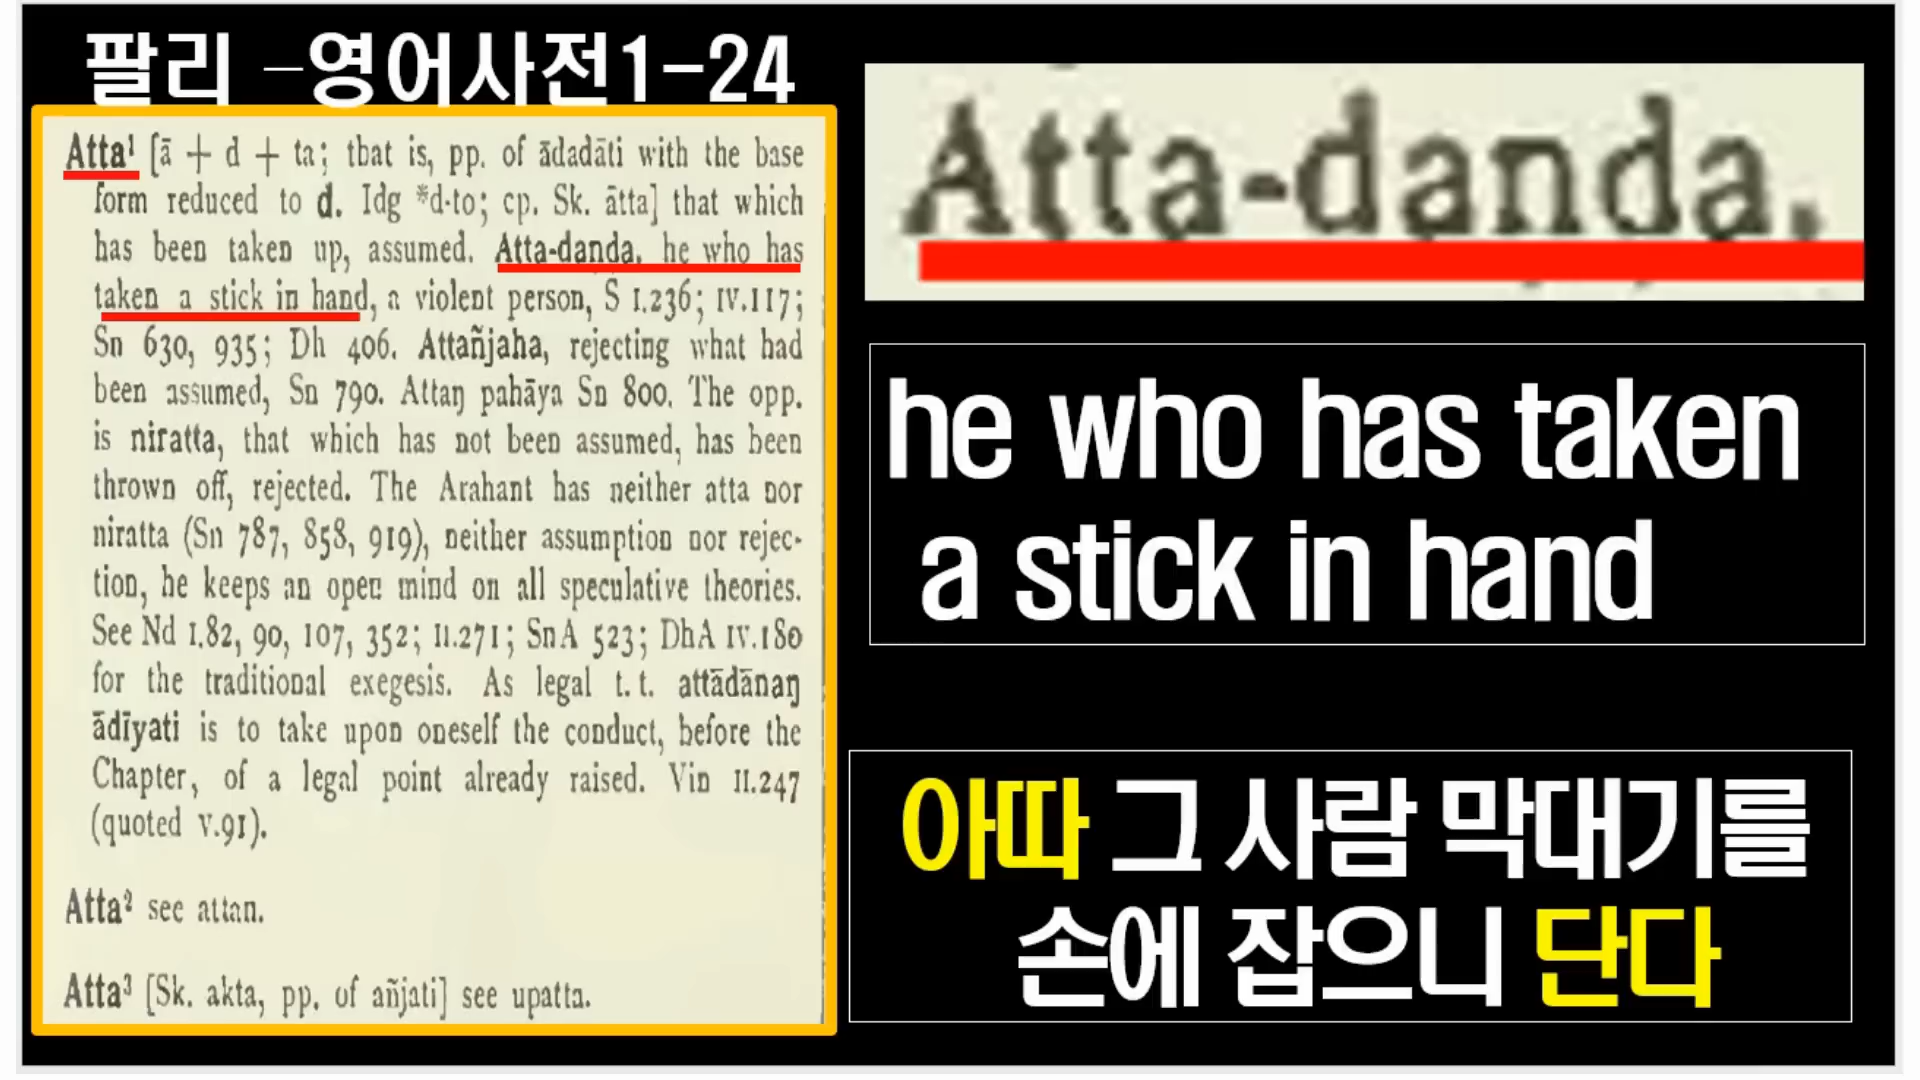 팔리 –영어사전1-24
Atta¹ [ā + d + ta; that is, pp. of ādadāti with the base
form reduced to d. Idg *d-to; cp. Sk. ātta] that which
has been taken up, assumed. Atta-daṇḍa, he who has
taken a stick in hand, a violent person, S I.236; IV.117;
Sn 630, 935; Dh 406. Attañjaha, rejecting what had
been assumed, Sn 790. Attaŋ pahāya Sn 800. The opp.
is niratta, that which has not been assumed, has been
thrown off, rejected. The Arahant has neither atta nor
niratta (Sn 787, 858, 919), neither assumption nor rejec-
tion, he keeps an open mind on all speculative theories.
See Nd I.82, 90, 107, 352; II.271; SnA 523; DhA IV.180
for the traditional exegesis. As legal t.t. attādānaŋ
ādīyati is to take upon oneself the conduct, before the
Chapter, of a legal point already raised. Vin II.247
(quoted V.91).
Atta² see attan.
Atta³ [Sk. akta, pp. of añjati] see upatta.
Atta-danda.
he who has taken
a stick in hand
아따 그 사람 막대기를
손에 잡으니 단다